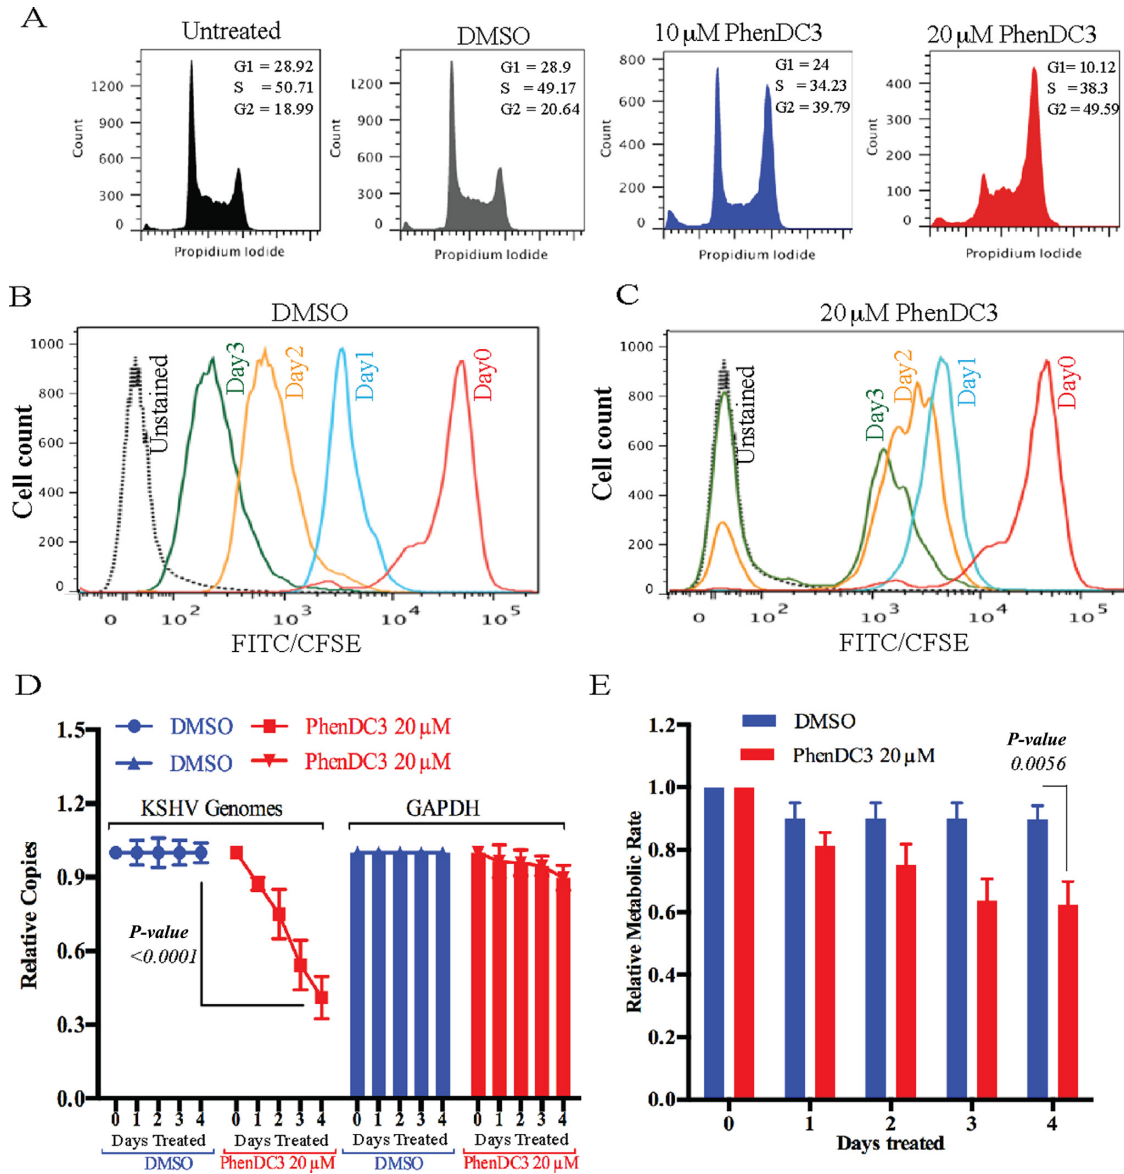 A
Untreated
G1 = 28.92
S = 50.71
G2 = 18.99
1200
900
600
300
0
Count
Propidium Iodide
DMSO
G1 = 28.9
S = 49.17
G2 = 20.64
1200
900
600
300
0
Count
Propidium Iodide
10 µM PhenDC3
G1 = 24
S = 34.23
G2 = 39.79
800
600
400
200
0
Count
Propidium Iodide
20 µM PhenDC3
G1= 10.12
S = 38.3
G2 = 49.59
400
300
200
100
0
Count
Propidium Iodide
B
DMSO
1000
800
600
400
200
0
Cell count
Unstained
Day3
Day2
Day1
Day0
0 10² 10³ 10⁴ 10⁵
FITC/CFSE
C
20 µM PhenDC3
1000
800
600
400
200
0
Cell count
Unstained
Day3
Day2
Day1
Day0
0 10³ 10⁴ 10⁵
FITC/CFSE
D
DMSO PhenDC3 20 µM
DMSO PhenDC3 20 µM
1.5
1.2
0.9
0.6
0.3
0.0
Relative Copies
KSHV Genomes
GAPDH
P-value
<0.0001
0 1 2 3 4 0 1 2 3 4 0 1 2 3 4 0 1 2 3 4
Days Treated Days Treated Days Treated Days Treated
DMSO PhenDC3 20 µM DMSO PhenDC3 20 µM
E
DMSO
PhenDC3 20 µM
P-value
0.0056
1.2
1.0
0.8
0.6
0.4
0.2
0.0
Relative Metabolic Rate
0 1 2 3 4
Days treated